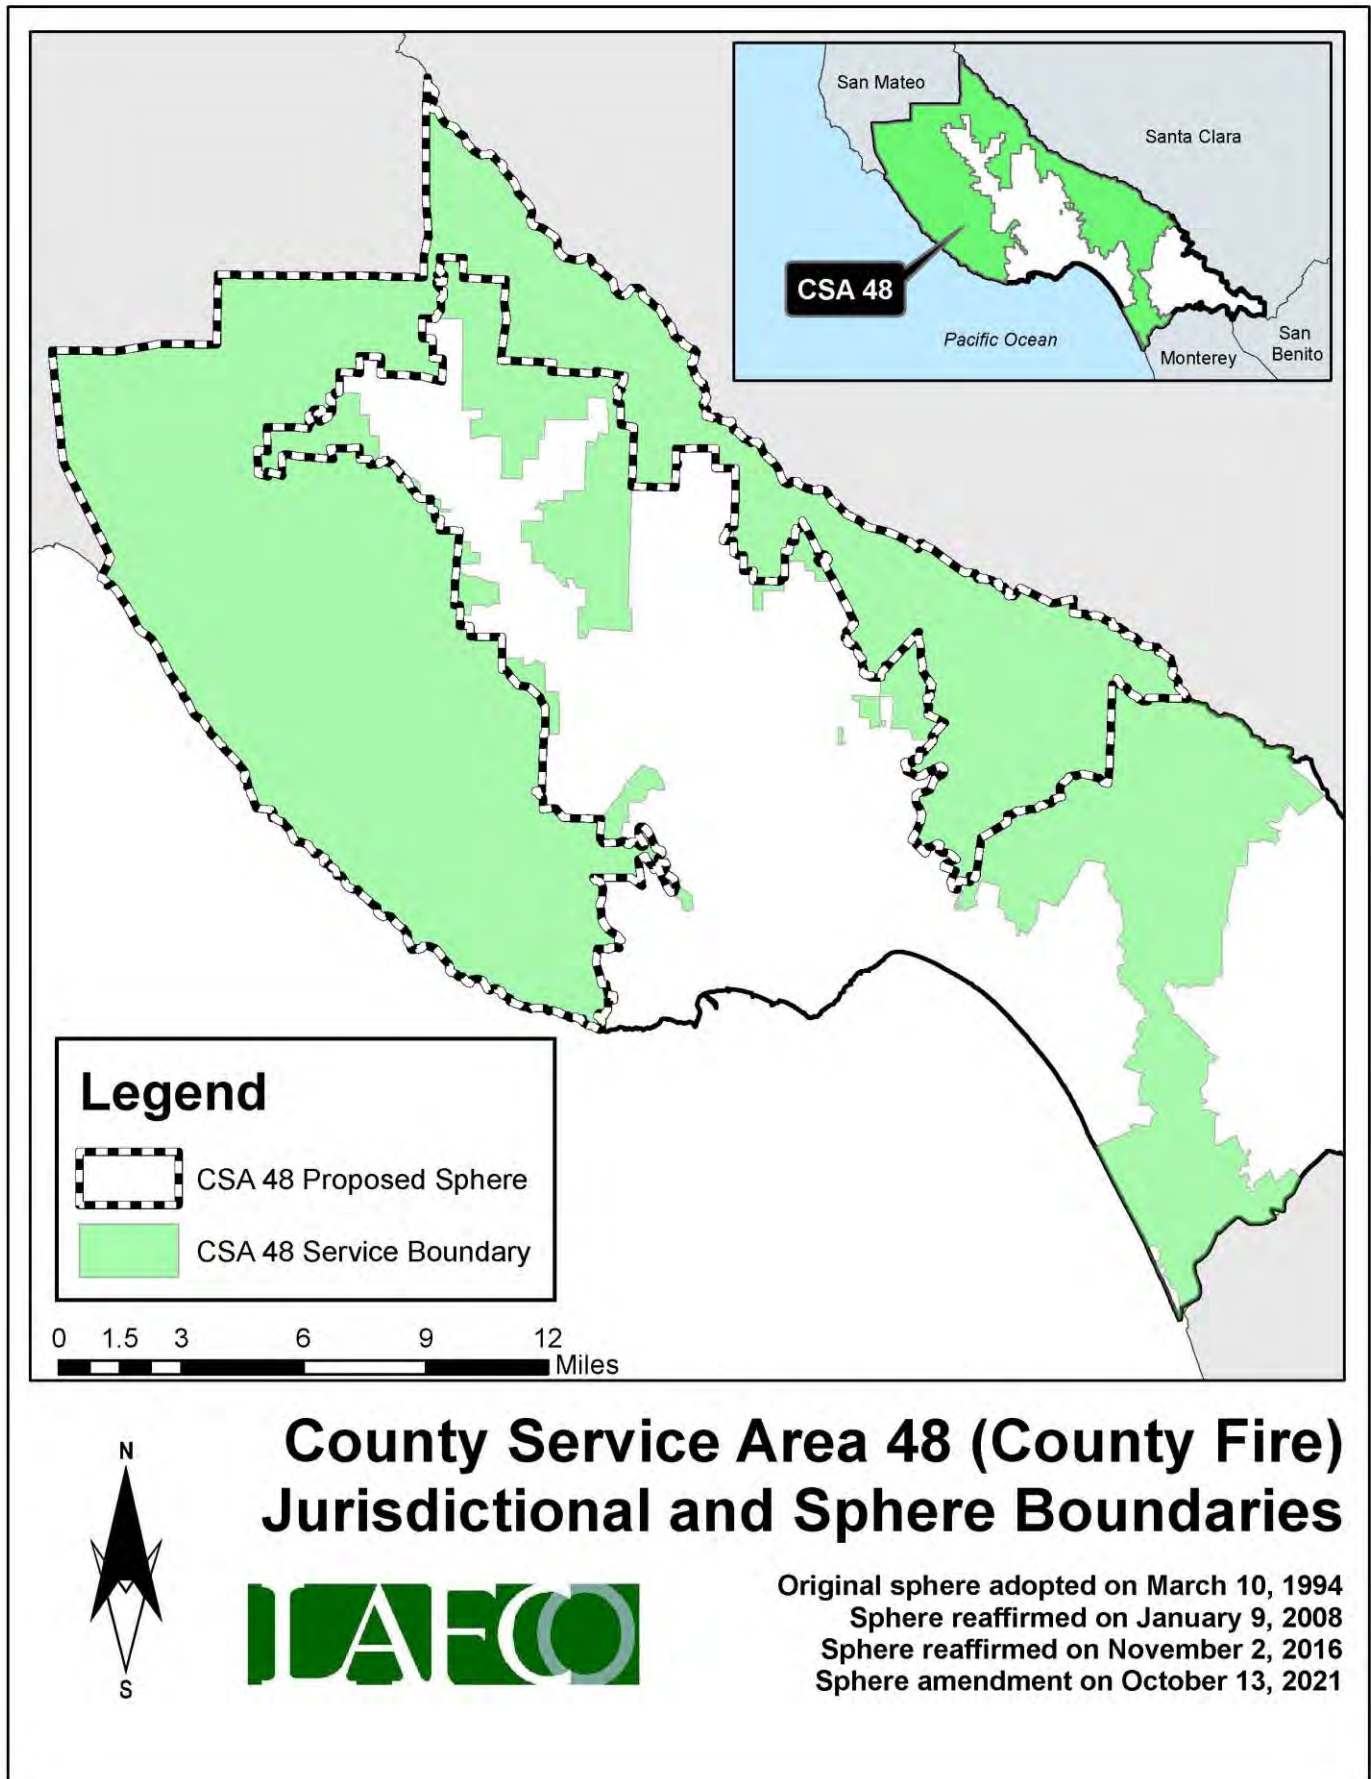 San Mateo
Santa Clara
CSA 48
Pacific Ocean
Monterey
San
Benito
Legend
CSA 48 Proposed Sphere
CSA 48 Service Boundary
0 1.5 3 6 9 12
Miles
N
S
County Service Area 48 (County Fire)
Jurisdictional and Sphere Boundaries
LAFCO
Original sphere adopted on March 10, 1994
Sphere reaffirmed on January 9, 2008
Sphere reaffirmed on November 2, 2016
Sphere amendment on October 13, 2021